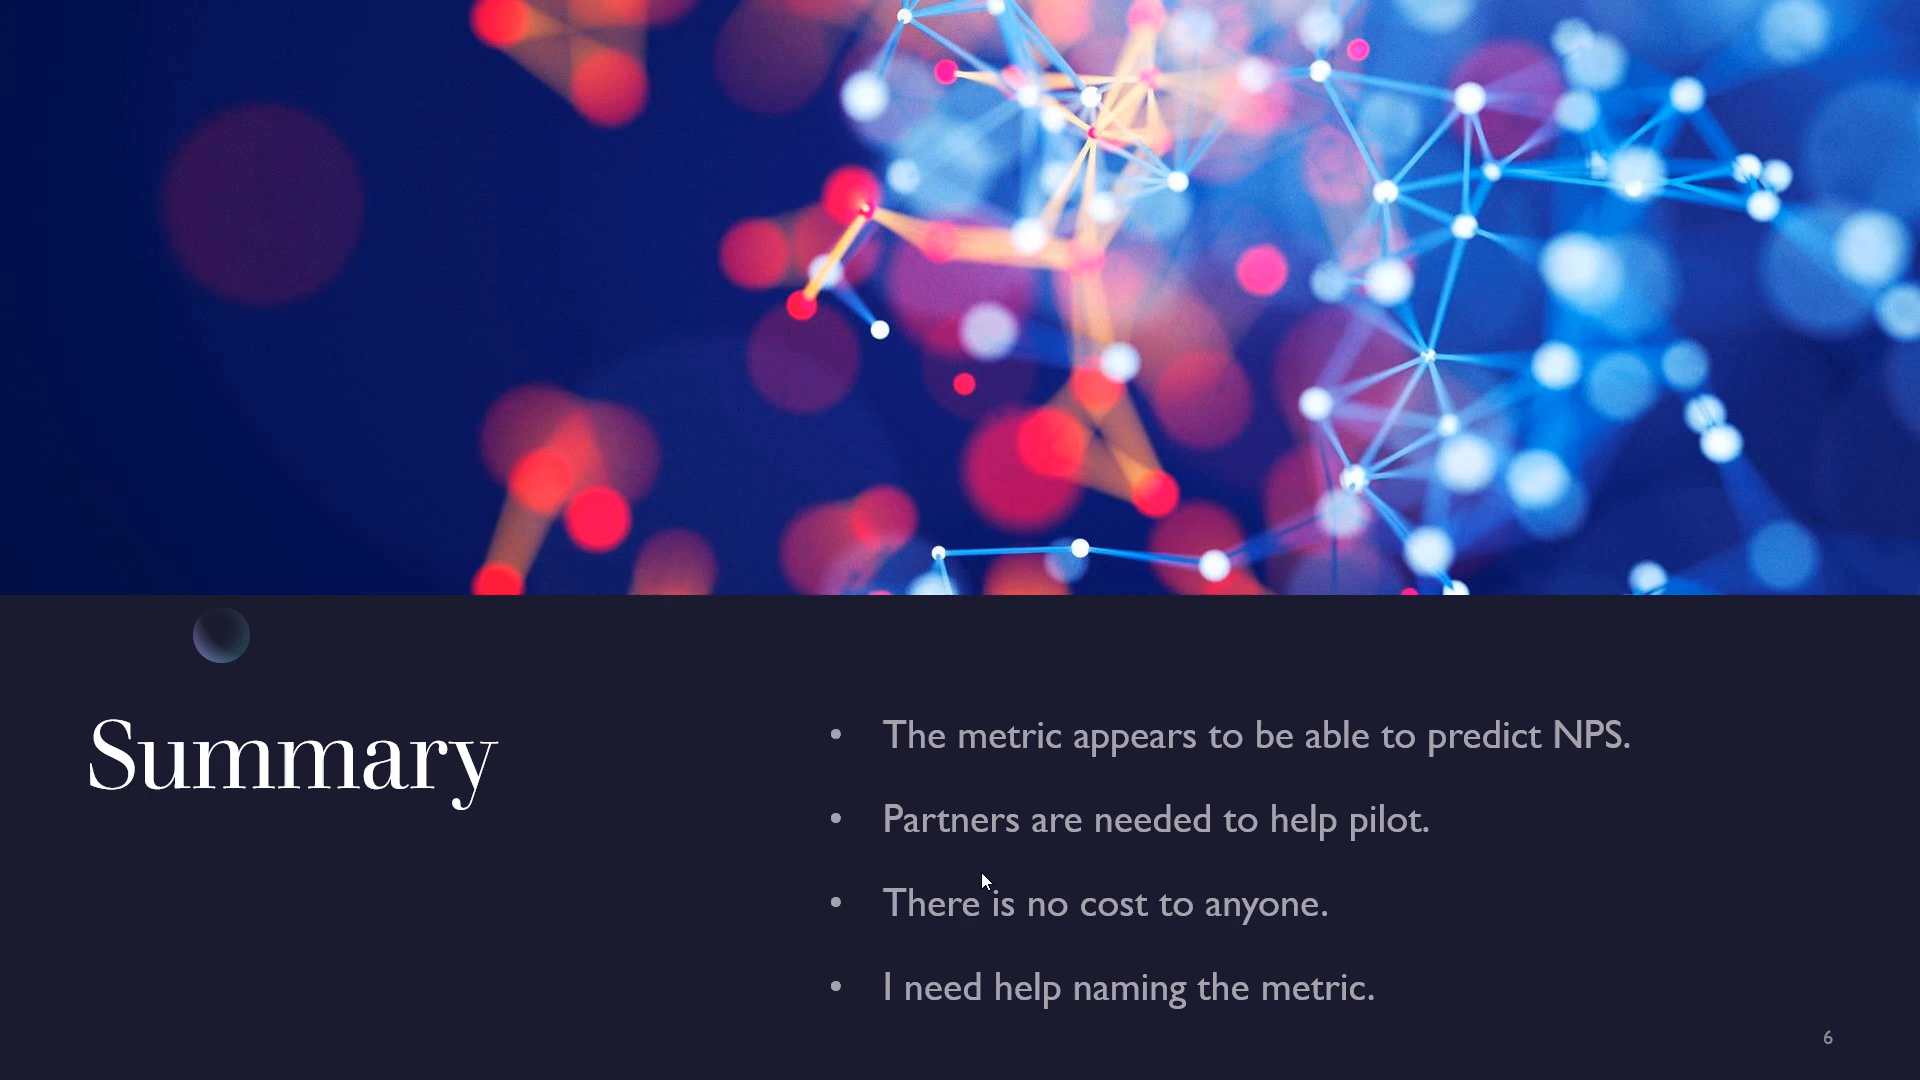 Summary
• The metric appears to be able to predict NPS.
• Partners are needed to help pilot.
• There is no cost to anyone.
• I need help naming the metric.
6